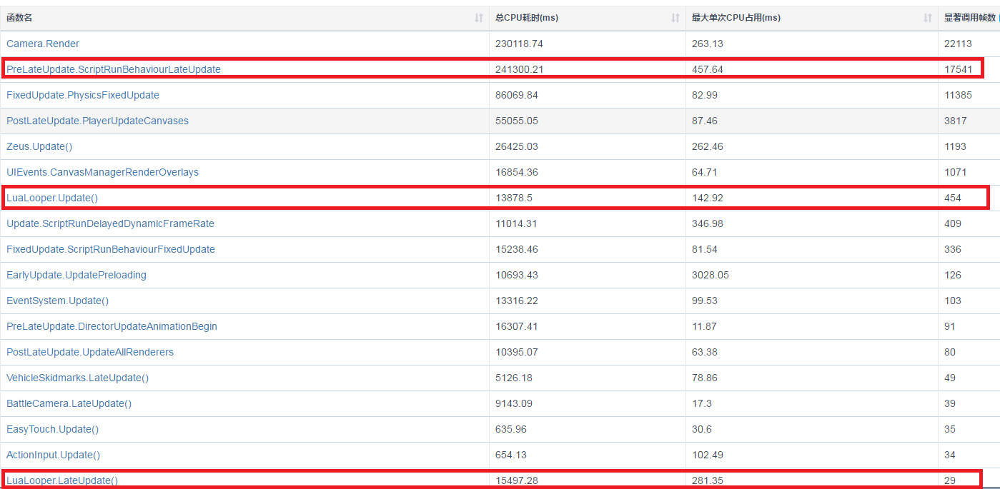 函数名 总CPU耗时(ms) 最大单次CPU占用(ms) 显著调用帧数
Camera.Render 230118.74 263.13 22113
PreLateUpdate.ScriptRunBehaviourLateUpdate 241300.21 457.64 17541
FixedUpdate.PhysicsFixedUpdate 86069.84 82.99 11385
PostLateUpdate.PlayerUpdateCanvases 55055.05 87.46 3817
Zeus.Update() 26425.03 262.46 1193
UIEvents.CanvasManagerRenderOverlays 16854.36 64.71 1071
LuaLooper.Update() 13878.5 142.92 454
Update.ScriptRunDelayedDynamicFrameRate 11014.31 346.98 409
FixedUpdate.ScriptRunBehaviourFixedUpdate 15238.46 81.54 336
EarlyUpdate.UpdatePreloading 10693.43 3028.05 126
EventSystem.Update() 13316.22 99.53 103
PreLateUpdate.DirectorUpdateAnimationBegin 16307.41 11.87 91
PostLateUpdate.UpdateAllRenderers 10395.07 63.38 80
VehicleSkidmarks.LateUpdate() 5126.18 78.86 49
BattleCamera.LateUpdate() 9143.09 17.3 39
EasyTouch.Update() 635.96 30.6 35
ActionInput.Update() 654.13 102.49 34
LuaLooper.LateUpdate() 15497.28 281.35 29